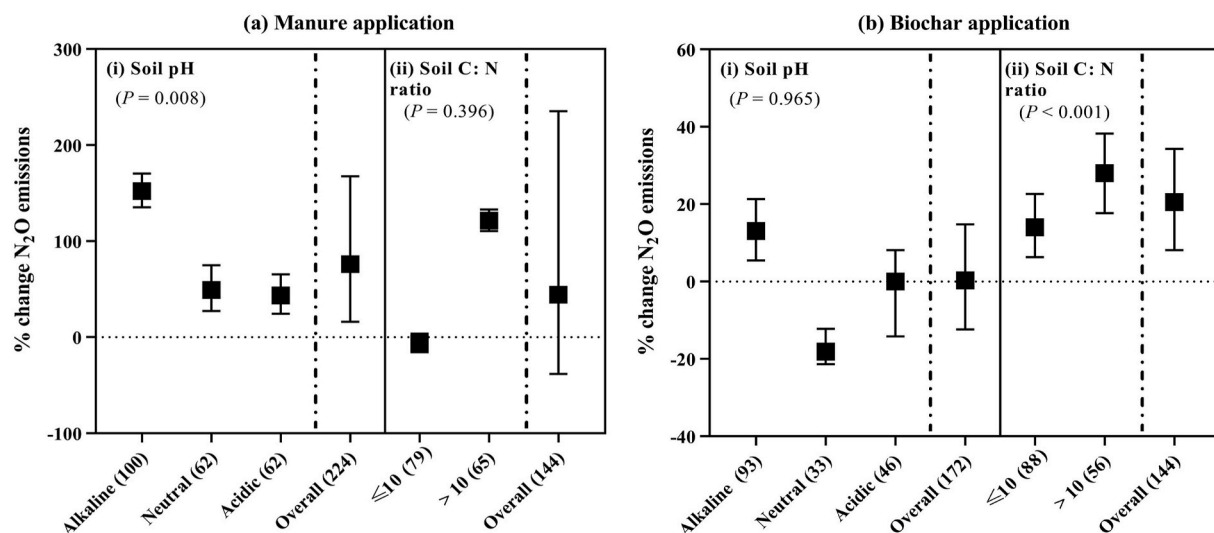 (a) Manure application
% change N₂O emissions
300
200
100
0
-100
(i) Soil pH
(P = 0.008)
(ii) Soil C: N
ratio
(P = 0.396)
Alkaline (100)
Neutral (62)
Acidic (62)
Overall (224)
≤10 (79)
> 10 (65)
Overall (144)
(b) Biochar application
% change N₂O emissions
60
40
20
0
-20
-40
(i) Soil pH
(P = 0.965)
(ii) Soil C: N
ratio
(P < 0.001)
Alkaline (93)
Neutral (33)
Acidic (46)
Overall (172)
≤10 (88)
> 10 (56)
Overall (144)